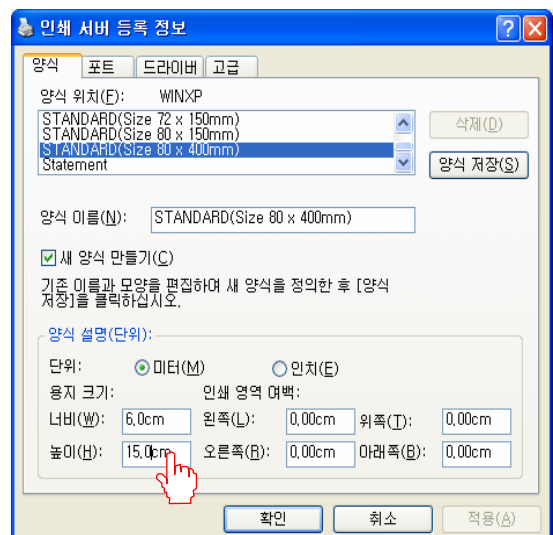 인쇄 서버 등록 정보
양식 포트 드라이버 고급
양식 위치(F): WINXP
STANDARD(Size 72 x 150mm)
STANDARD(Size 80 x 150mm)
STANDARD(Size 80 x 400mm)
Statement
삭제(D)
양식 저장(S)
양식 이름(N): STANDARD(Size 80 x 400mm)
새 양식 만들기(C)
기존 이름과 모양을 편집하여 새 양식을 정의한 후 [양식
저장]을 클릭하십시오.
양식 설명(단위):
단위: 미터(M) 인치(E)
용지 크기: 인쇄 영역 여백:
너비(W): 6,0cm 왼쪽(L): 0,00cm 위쪽(T): 0,00cm
높이(H): 15,0cm 오른쪽(R): 0,00cm 아래쪽(B): 0,00cm
확인 취소 적용(A)